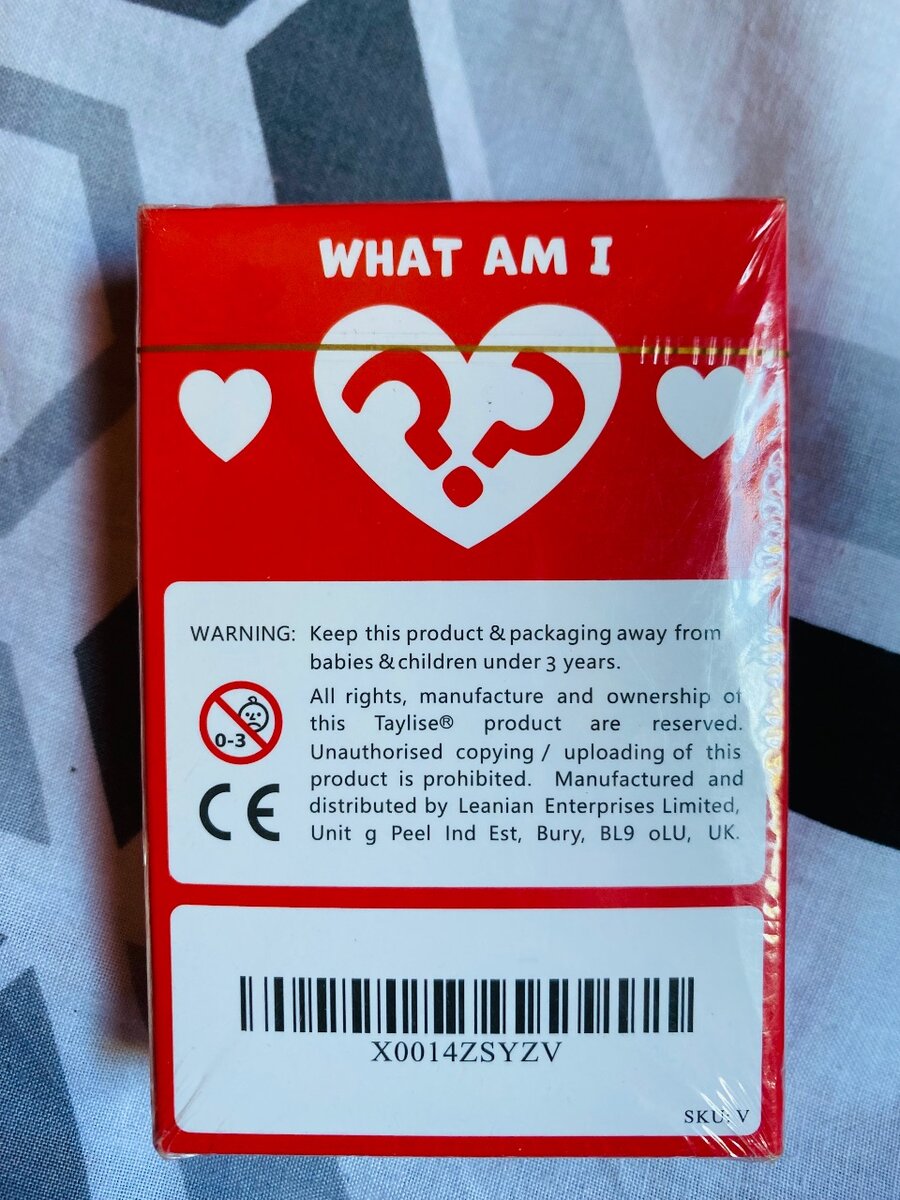 WHAT AM I
??
WARNING: Keep this product & packaging away from
babies & children under 3 years.
0-3
CE
All rights, manufacture and ownership of
this Taylise® product are reserved.
Unauthorised copying / uploading of this
product is prohibited. Manufactured and
distributed by Leanian Enterprises Limited,
Unit g Peel Ind Est, Bury, BL9 oLU, UK.
X0014ZSYZV
SKU: V